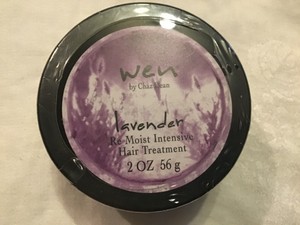 wen
by Chaz Dean
lavender
Re-Moist Intensive
Hair Treatment
2 OZ 56 g